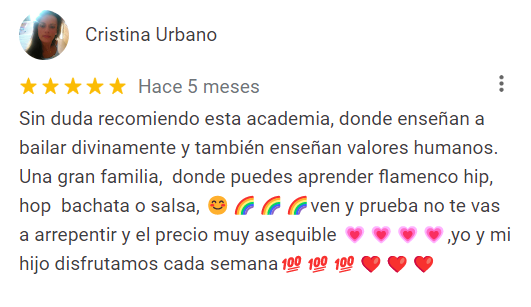 Cristina Urbano
Hace 5 meses
Sin duda recomiendo esta academia, donde enseñan a
bailar divinamente y también enseñan valores humanos.
Una gran familia,  donde puedes aprender flamenco hip,
hop  bachata o salsa, 😊 🌈 🌈 🌈 ven y prueba no te vas
a arrepentir y el precio muy asequible 💗 💗 💗 💗 ,yo y mi
hijo disfrutamos cada semana 💯 💯 💯 ❤️ ❤️ ❤️